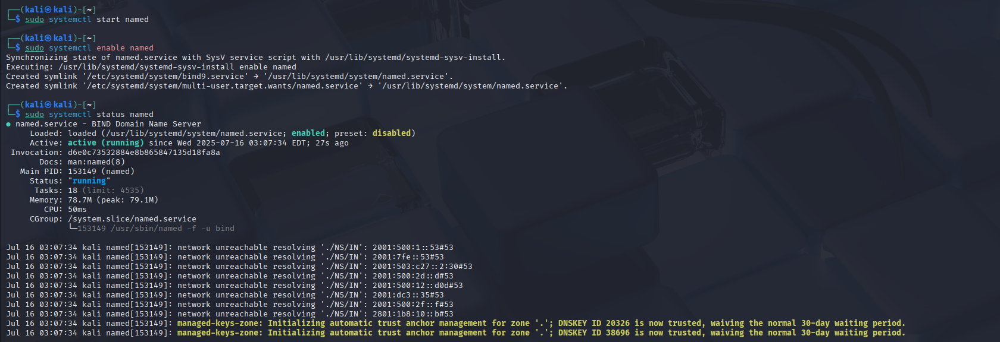 ┌──(kali㉿kali)-[~]
└─$ sudo systemctl start named
┌──(kali㉿kali)-[~]
└─$ sudo systemctl enable named
Synchronizing state of named.service with SysV service script with /usr/lib/systemd/systemd-sysv-install.
Executing: /usr/lib/systemd/systemd-sysv-install enable named
Created symlink '/etc/systemd/system/bind9.service' → '/usr/lib/systemd/system/named.service'.
Created symlink '/etc/systemd/system/multi-user.target.wants/named.service' → '/usr/lib/systemd/system/named.service'.
┌──(kali㉿kali)-[~]
└─$ sudo systemctl status named
● named.service - BIND Domain Name Server
Loaded: loaded (/usr/lib/systemd/system/named.service; enabled; preset: disabled)
Active: active (running) since Wed 2025-07-16 03:07:34 EDT; 27s ago
Invocation: d6e0c73532884e8b865847135d18fa8a
Docs: man:named(8)
Main PID: 153149 (named)
Status: "running"
Tasks: 18 (limit: 4535)
Memory: 78.7M (peak: 79.1M)
CPU: 50ms
CGroup: /system.slice/named.service
└─153149 /usr/sbin/named -f -u bind
Jul 16 03:07:34 kali named[153149]: network unreachable resolving './NS/IN': 2001:500:1::53#53
Jul 16 03:07:34 kali named[153149]: network unreachable resolving './NS/IN': 2001:7fe::53#53
Jul 16 03:07:34 kali named[153149]: network unreachable resolving './NS/IN': 2001:503:c27::2:30#53
Jul 16 03:07:34 kali named[153149]: network unreachable resolving './NS/IN': 2001:500:2d::d#53
Jul 16 03:07:34 kali named[153149]: network unreachable resolving './NS/IN': 2001:500:12::d0d#53
Jul 16 03:07:34 kali named[153149]: network unreachable resolving './NS/IN': 2001:dc3::35#53
Jul 16 03:07:34 kali named[153149]: network unreachable resolving './NS/IN': 2001:500:2f::f#53
Jul 16 03:07:34 kali named[153149]: network unreachable resolving './NS/IN': 2801:1b8:10::b#53
Jul 16 03:07:34 kali named[153149]: managed-keys-zone: Initializing automatic trust anchor management for zone '.'; DNSKEY ID 20326 is now trusted, waiving the normal 30-day waiting period.
Jul 16 03:07:34 kali named[153149]: managed-keys-zone: Initializing automatic trust anchor management for zone '.'; DNSKEY ID 38696 is now trusted, waiving the normal 30-day waiting period.